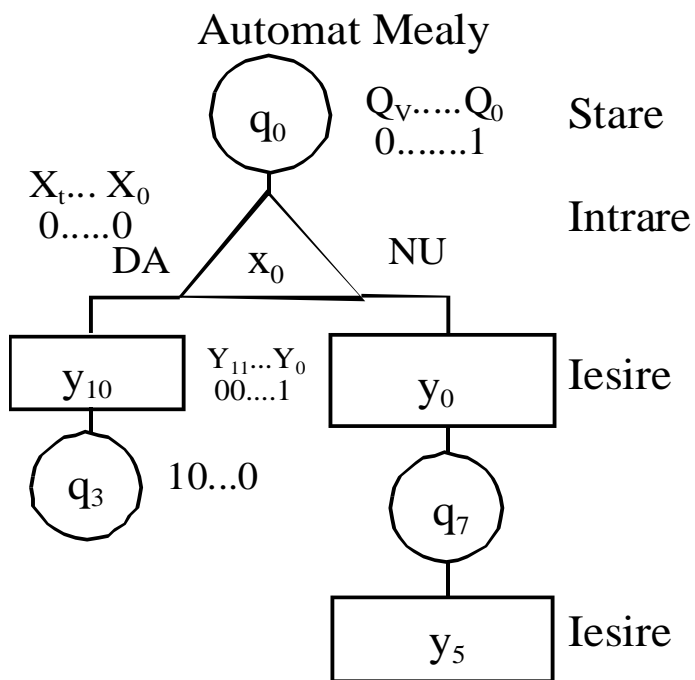 Automat Mealy
q₀
Qᵥ.....Q₀
0.......1
Stare
Xₜ... X₀
0.....0
Intrare
DA
x₀
NU
y₁₀
Y₁₁...Y₀
00....1
y₀
Iesire
q₃
10...0
q₇
y₅
Iesire